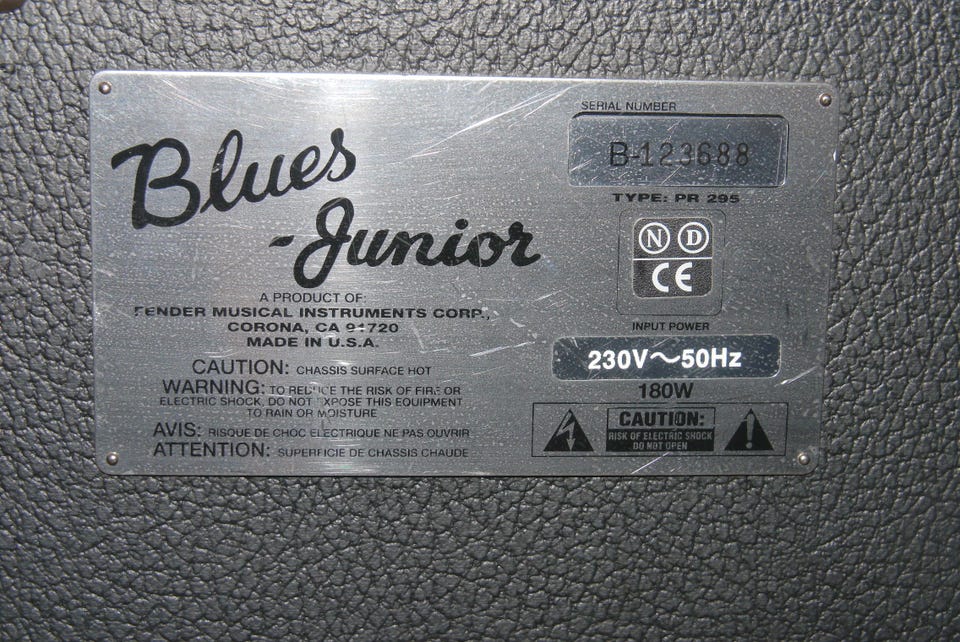 Blues
-Junior
A PRODUCT OF:
FENDER MUSICAL INSTRUMENTS CORP.,
CORONA, CA 91720
MADE IN U.S.A.
CAUTION: CHASSIS SURFACE HOT
WARNING: TO REDUCE THE RISK OF FIRE OR
ELECTRIC SHOCK, DO NOT EXPOSE THIS EQUIPMENT
TO RAIN OR MOISTURE
AVIS: RISQUE DE CHOC ELECTRIQUE NE PAS OUVRIR
ATTENTION: SUPERFICIE DE CHASSIS CHAUDE
SERIAL NUMBER
B-123688
TYPE: PR 295
N D
CE
INPUT POWER
230V~50Hz
180W
CAUTION:
RISK OF ELECTRIC SHOCK
DO NOT OPEN